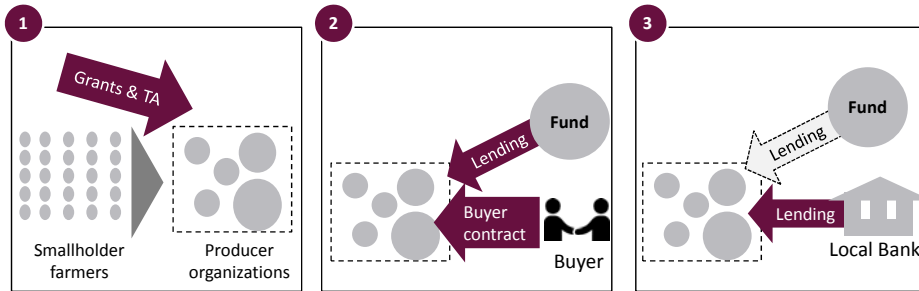 1
Grants & TA
Smallholder
farmers
Producer
organizations
2
Fund
Lending
Buyer
contract
Buyer
3
Fund
Lending
Lending
Local Bank